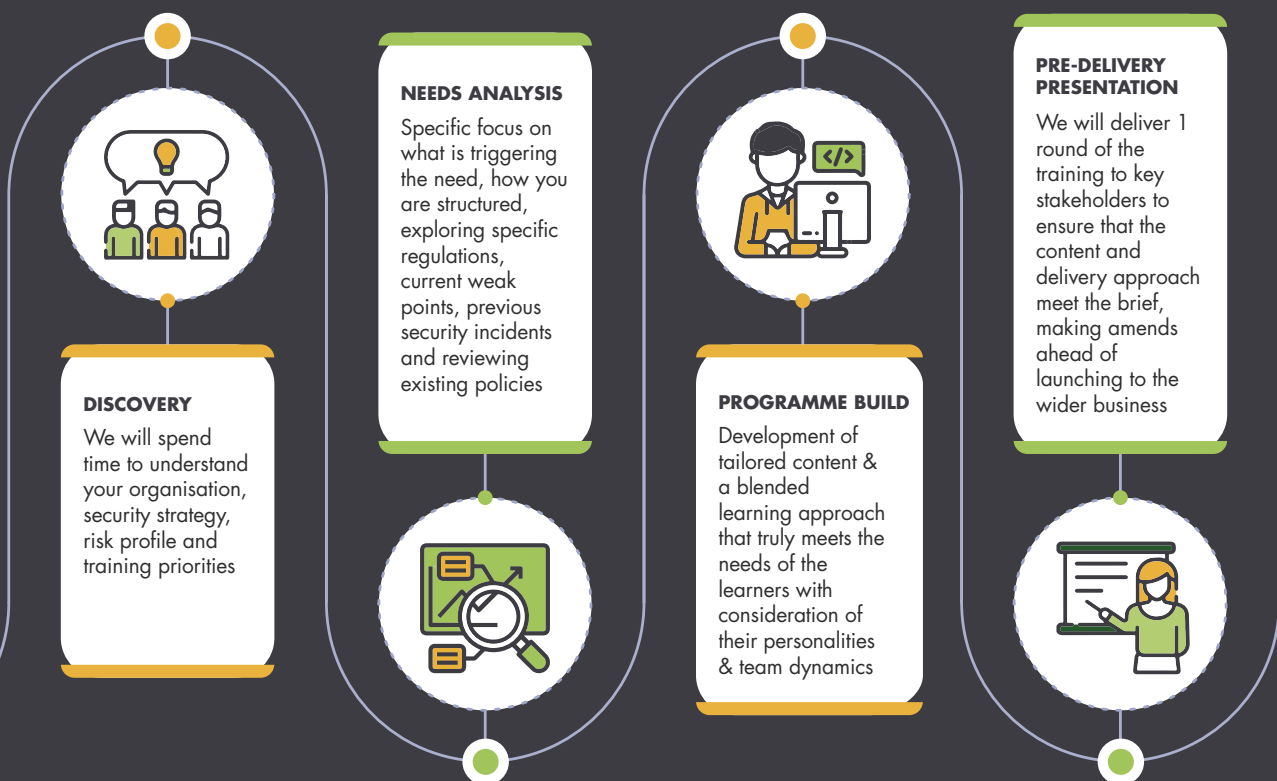 DISCOVERY
We will spend
time to understand
your organisation,
security strategy,
risk profile and
training priorities
NEEDS ANALYSIS
Specific focus on
what is triggering
the need, how you
are structured,
exploring specific
regulations,
current weak
points, previous
security incidents
and reviewing
existing policies
</>
PROGRAMME BUILD
Development of
tailored content &
a blended
learning approach
that truly meets the
needs of the
learners with
consideration of
their personalities
& team dynamics
PRE-DELIVERY
PRESENTATION
We will deliver 1
round of the
training to key
stakeholders to
ensure that the
content and
delivery approach
meet the brief,
making amends
ahead of
launching to the
wider business